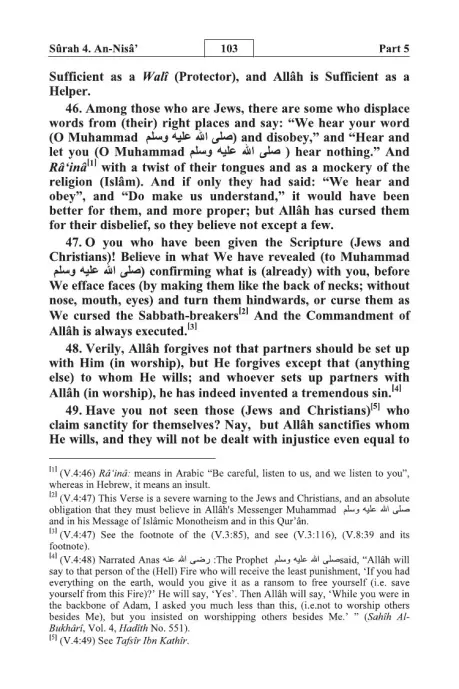 Sûrah 4. An-Nisâ’ 103 Part 5
Sufficient as a Walî (Protector), and Allâh is Sufficient as a
Helper.
46. Among those who are Jews, there are some who displace
words from (their) right places and say: “We hear your word
(O Muhammad صلى الله عليه وسلم) and disobey,” and “Hear and
let you (O Muhammad صلى الله عليه وسلم ) hear nothing.” And
Râ‘inâ[1] with a twist of their tongues and as a mockery of the
religion (Islâm). And if only they had said: “We hear and
obey”, and “Do make us understand,” it would have been
better for them, and more proper; but Allâh has cursed them
for their disbelief, so they believe not except a few.
47. O you who have been given the Scripture (Jews and
Christians)! Believe in what We have revealed (to Muhammad
صلى الله عليه وسلم) confirming what is (already) with you, before
We efface faces (by making them like the back of necks; without
nose, mouth, eyes) and turn them hindwards, or curse them as
We cursed the Sabbath-breakers[2] And the Commandment of
Allâh is always executed.[3]
48. Verily, Allâh forgives not that partners should be set up
with Him (in worship), but He forgives except that (anything
else) to whom He wills; and whoever sets up partners with
Allâh (in worship), he has indeed invented a tremendous sin.[4]
49. Have you not seen those (Jews and Christians)[5] who
claim sanctity for themselves? Nay, but Allâh sanctifies whom
He wills, and they will not be dealt with injustice even equal to
[1] (V.4:46) Râ‘inâ: means in Arabic “Be careful, listen to us, and we listen to you”,
whereas in Hebrew, it means an insult.
[2] (V.4:47) This Verse is a severe warning to the Jews and Christians, and an absolute
obligation that they must believe in Allâh's Messenger Muhammad صلى الله عليه وسلم
and in his Message of Islâmic Monotheism and in this Qur’ân.
[3] (V.4:47) See the footnote of the (V.3:85), and see (V.3:116), (V.8:39 and its
footnote).
[4] (V.4:48) Narrated Anas رضى الله عنه :The Prophet صلى الله عليه وسلمsaid, “Allâh will
say to that person of the (Hell) Fire who will receive the least punishment, ‘If you had
everything on the earth, would you give it as a ransom to free yourself (i.e. save
yourself from this Fire)?’ He will say, ‘Yes’. Then Allâh will say, ‘While you were in
the backbone of Adam, I asked you much less than this, (i.e.not to worship others
besides Me), but you insisted on worshipping others besides Me.’ ” (Sahîh Al-
Bukhârî, Vol. 4, Hadîth No. 551).
[5] (V.4:49) See Tafsîr Ibn Kathîr.